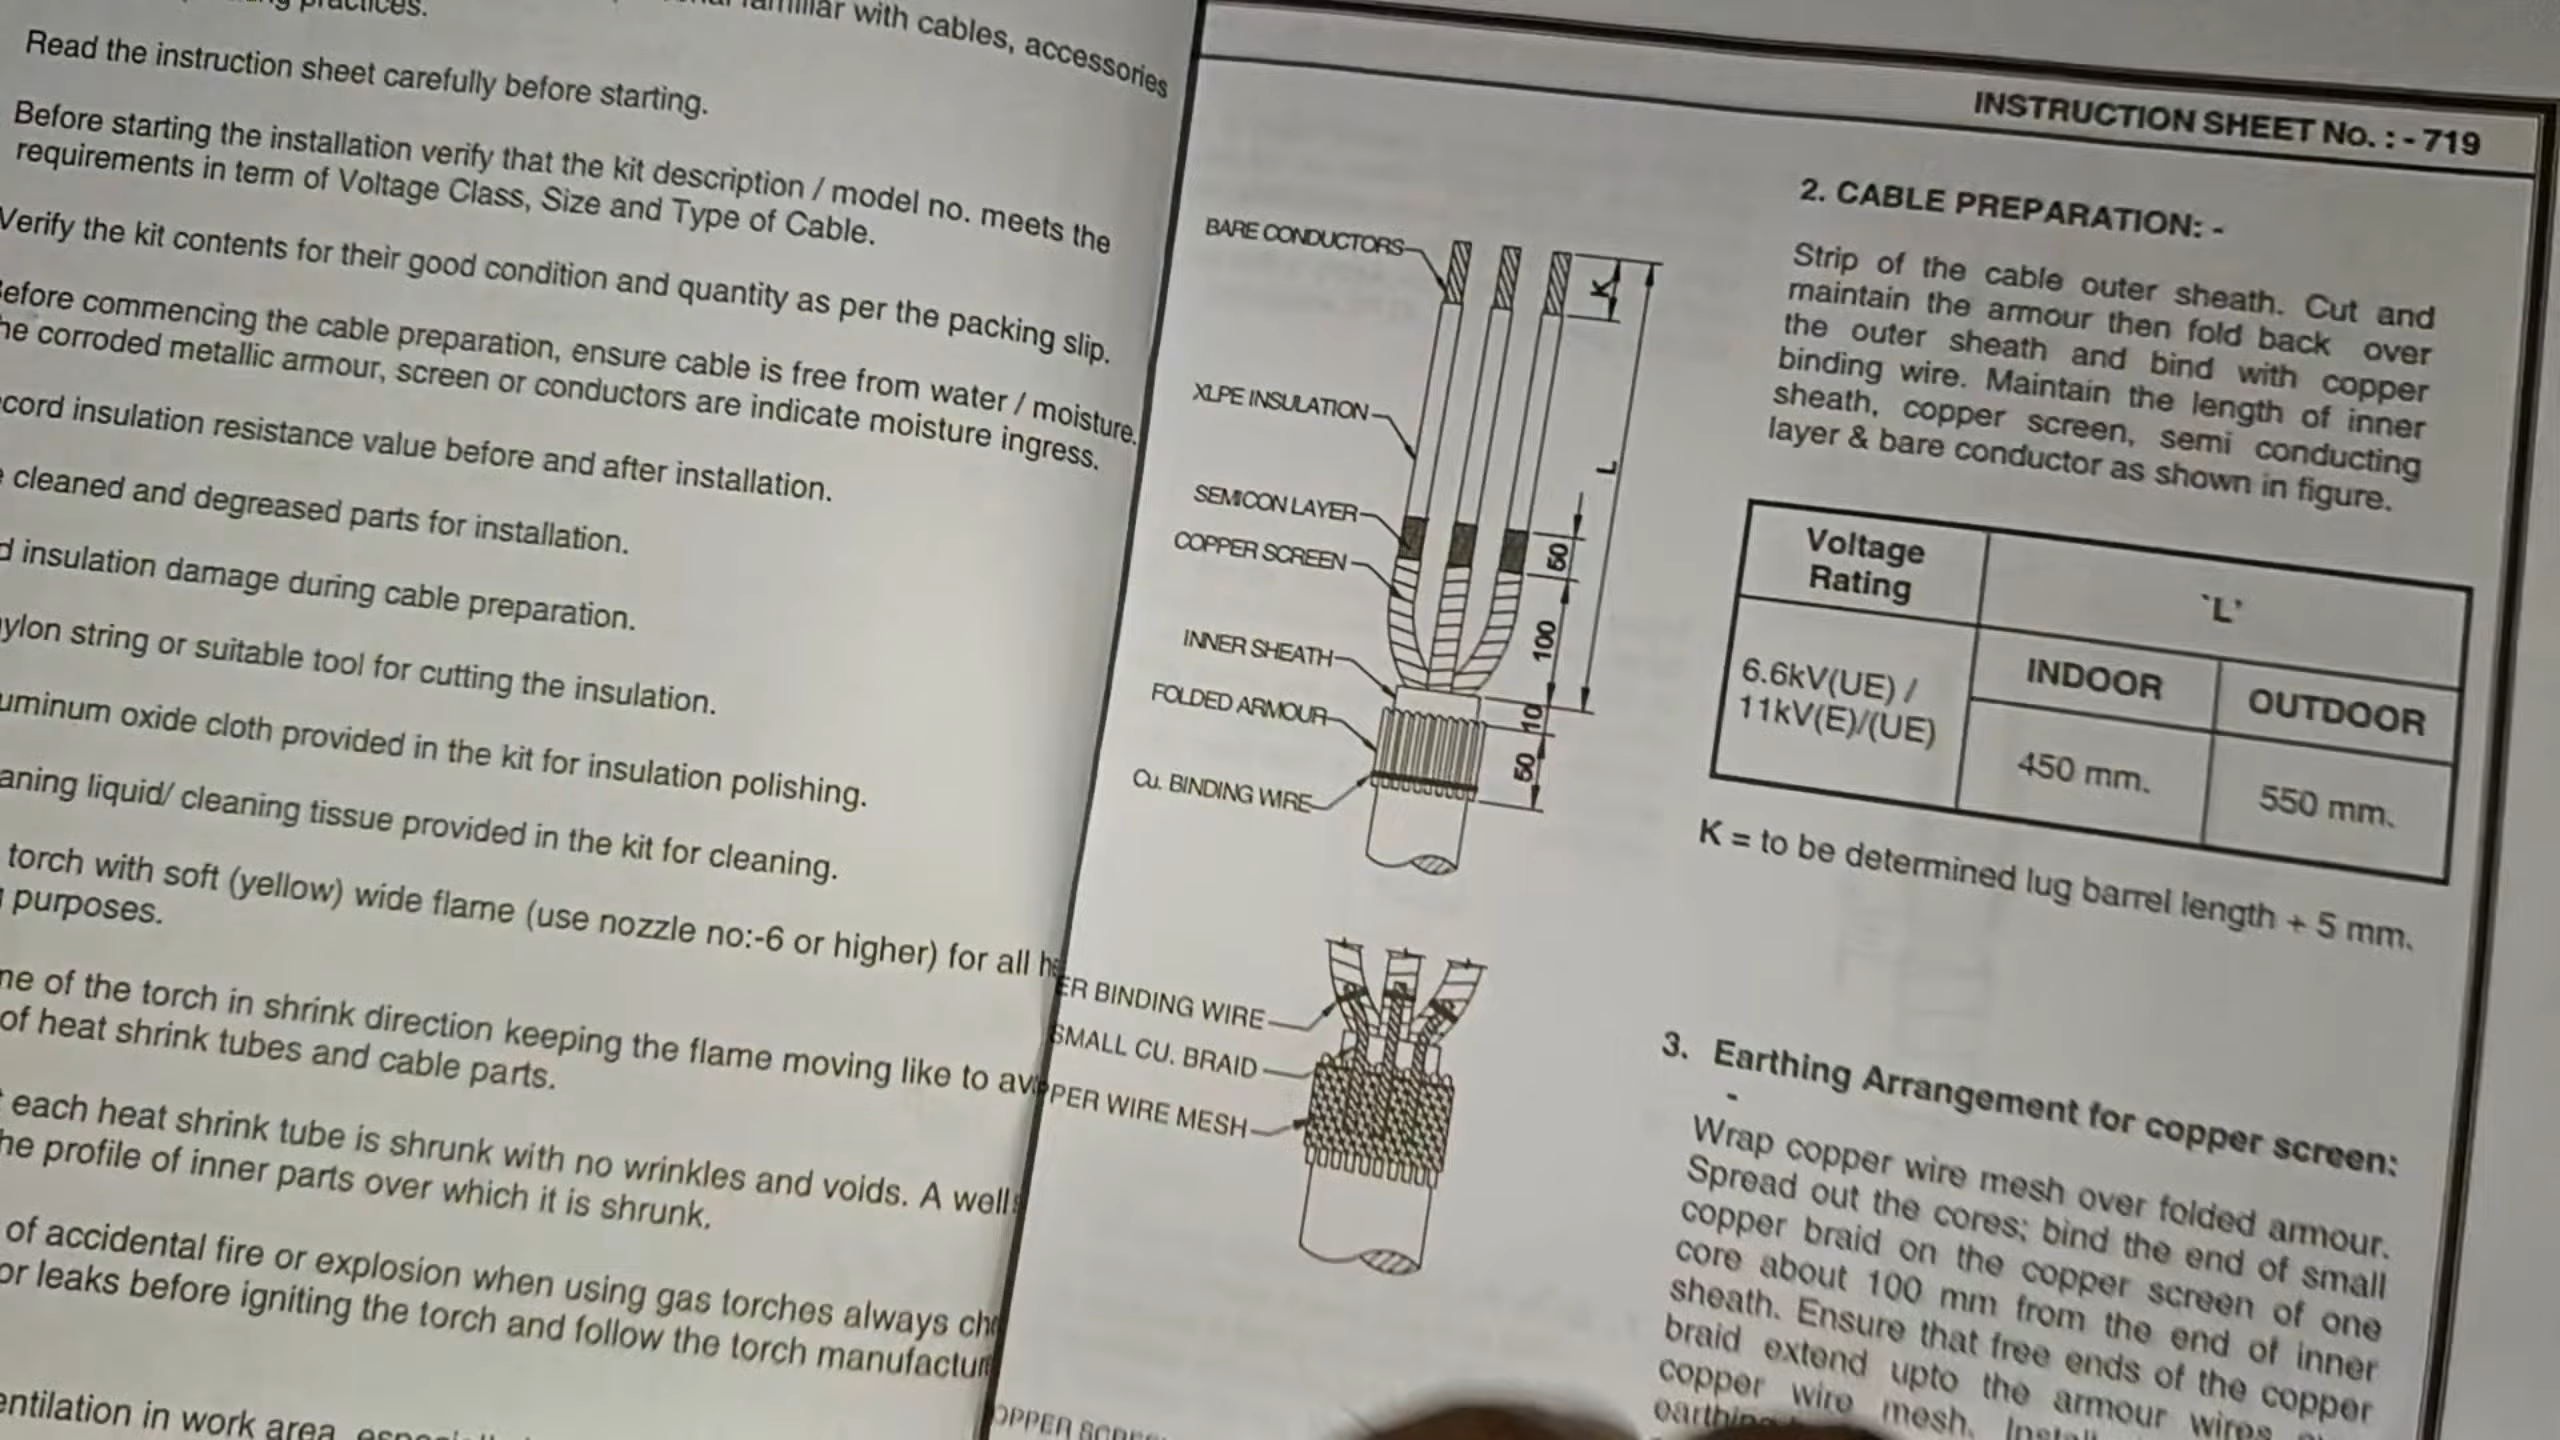 practices.
familiar with cables, accessories
Read the instruction sheet carefully before starting.
Before starting the installation verify that the kit description / model no. meets the
requirements in term of Voltage Class, Size and Type of Cable.
Verify the kit contents for their good condition and quantity as per the packing slip.
efore commencing the cable preparation, ensure cable is free from water / moisture.
he corroded metallic armour, screen or conductors are indicate moisture ingress.
cord insulation resistance value before and after installation.
cleaned and degreased parts for installation.
d insulation damage during cable preparation.
ylon string or suitable tool for cutting the insulation.
uminum oxide cloth provided in the kit for insulation polishing.
aning liquid/ cleaning tissue provided in the kit for cleaning.
torch with soft (yellow) wide flame (use nozzle no:-6 or higher) for all he
purposes.
me of the torch in shrink direction keeping the flame moving like to av
of heat shrink tubes and cable parts.
each heat shrink tube is shrunk with no wrinkles and voids. A well
he profile of inner parts over which it is shrunk.
of accidental fire or explosion when using gas torches always che
or leaks before igniting the torch and follow the torch manufactur
entilation in work area,
INSTRUCTION SHEET No. : - 719
BARE CONDUCTORS
K
XLPE INSULATION
L
SEMICON LAYER
50
COPPER SCREEN
100
INNER SHEATH
10
FOLDED ARMOUR
50
Cu. BINDING WIRE
2. CABLE PREPARATION: -
Strip of the cable outer sheath. Cut and
maintain the armour then fold back over
the outer sheath and bind with copper
binding wire. Maintain the length of inner
sheath, copper screen, semi conducting
layer & bare conductor as shown in figure.
Voltage
Rating
`L'
6.6kV(UE) /
11kV(E)/(UE)
INDOOR
OUTDOOR
450 mm.
550 mm.
K = to be determined lug barrel length + 5 mm.
ER BINDING WIRE
SMALL CU. BRAID
PPER WIRE MESH
3. Earthing Arrangement for copper screen:
-
Wrap copper wire mesh over folded armour.
Spread out the cores; bind the end of small
copper braid on the copper screen of one
core about 100 mm from the end of inner
sheath. Ensure that free ends of the copper
braid extend upto the armour wires
copper wire mesh. Install
earthing
OPPER SCREE